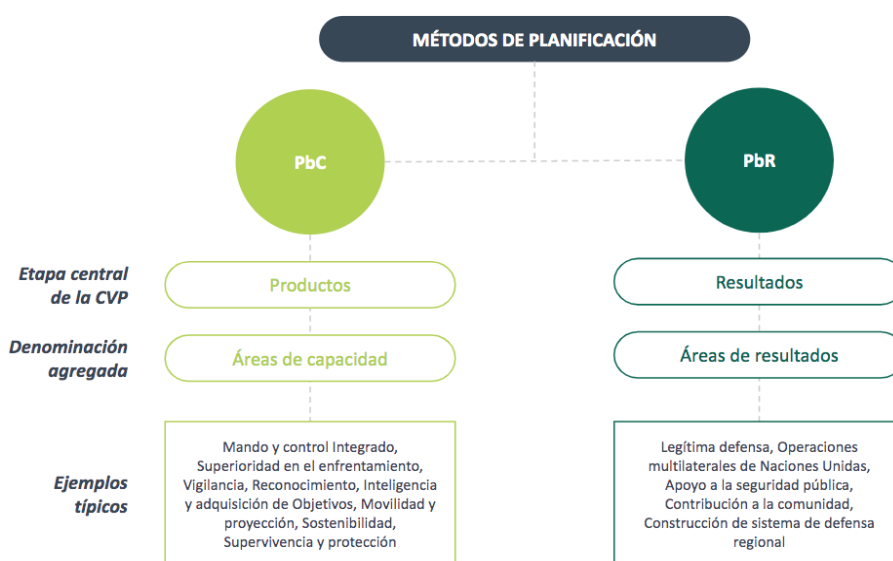 MÉTODOS DE PLANIFICACIÓN
PbC
PbR
Etapa central
de la CVP
Productos
Resultados
Denominación
agregada
Áreas de capacidad
Áreas de resultados
Ejemplos
típicos
Mando y control Integrado,
Superioridad en el enfrentamiento,
Vigilancia, Reconocimiento, Inteligencia
y adquisición de Objetivos, Movilidad y
proyección, Sostenibilidad,
Supervivencia y protección
Legítima defensa, Operaciones
multilaterales de Naciones Unidas,
Apoyo a la seguridad pública,
Contribución a la comunidad,
Construcción de sistema de defensa
regional